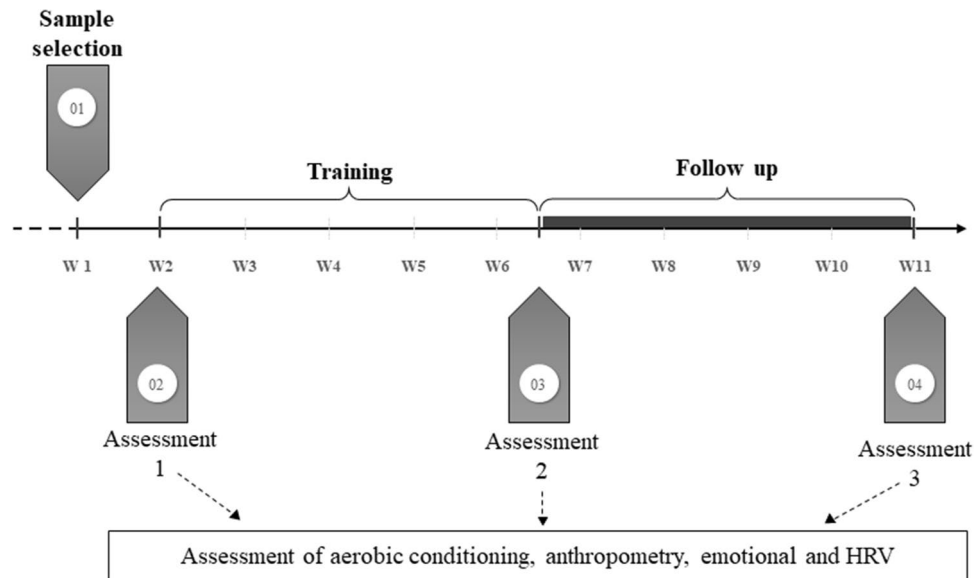 Sample
selection
01
Training
Follow up
W 1 W2 W3 W4 W5 W6 W7 W8 W9 W10 W11
02
03
04
Assessment
1
Assessment
2
Assessment
3
Assessment of aerobic conditioning, anthropometry, emotional and HRV